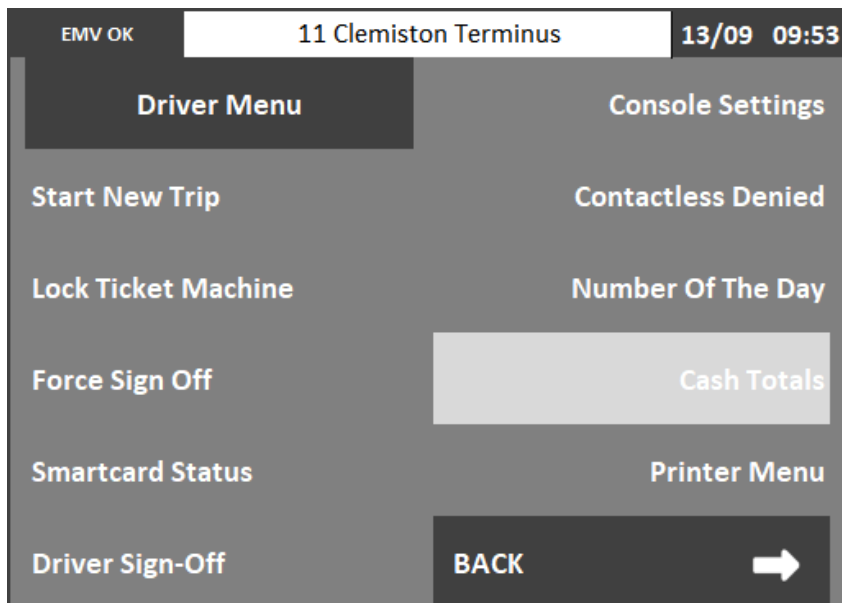 EMV OK 11 Clemiston Terminus 13/09 09:53
Driver Menu Console Settings
Start New Trip Contactless Denied
Lock Ticket Machine Number Of The Day
Force Sign Off Cash Totals
Smartcard Status Printer Menu
Driver Sign-Off BACK